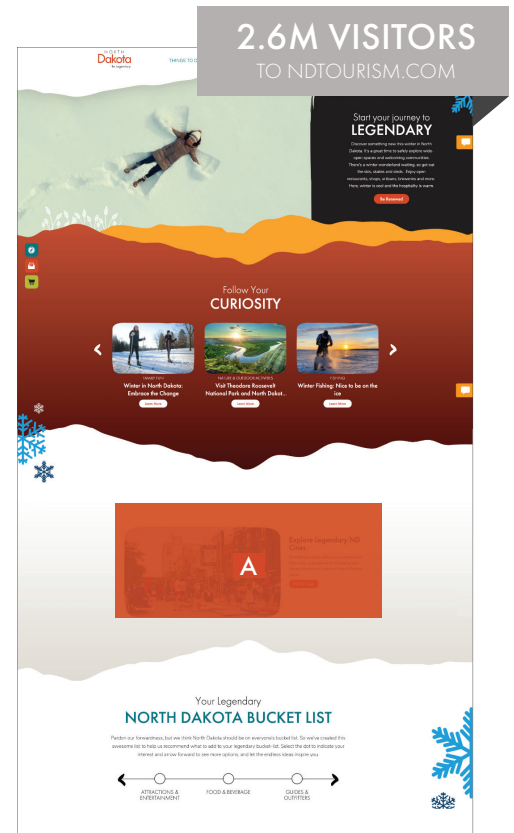 2.6M VISITORS
TO NDTOURISM.COM
NORTH
Dakota
Be Legendary
THINGS TO D
Start your journey to
LEGENDARY
Discover something new this winter in North
Dakota. It's a great time to safely explore wide-
open spaces and welcoming communities.
There's a winter wonderland waiting, so get out
the skis, skates and sleds. Enjoy open
restaurants, shops, artisans, breweries and more.
Here, winter is cool and the hospitality is warm.
Be Renewed
Follow Your
CURIOSITY
NATURE & OUTDOOR ACTIVITIES
FISHING
Winter in North Dakota:
Embrace the Change
Visit Theodore Roosevelt
National Park and North Dakot...
Winter Fishing: Nice to be on the
ice
Learn More
Learn More
Learn More
Explore Legendary ND
Cities
A
Your Legendary
NORTH DAKOTA BUCKET LIST
Pardon our forwardness, but we think North Dakota should be on everyone's bucket list. So we've created this
awesome list to help us recommend what to add to your legendary bucket-list. Select the dot to indicate your
interest and arrow forward to see more options, and let the endless ideas inspire you.
ATTRACTIONS &
ENTERTAINMENT
FOOD & BEVERAGE
GUIDES &
OUTFITTERS